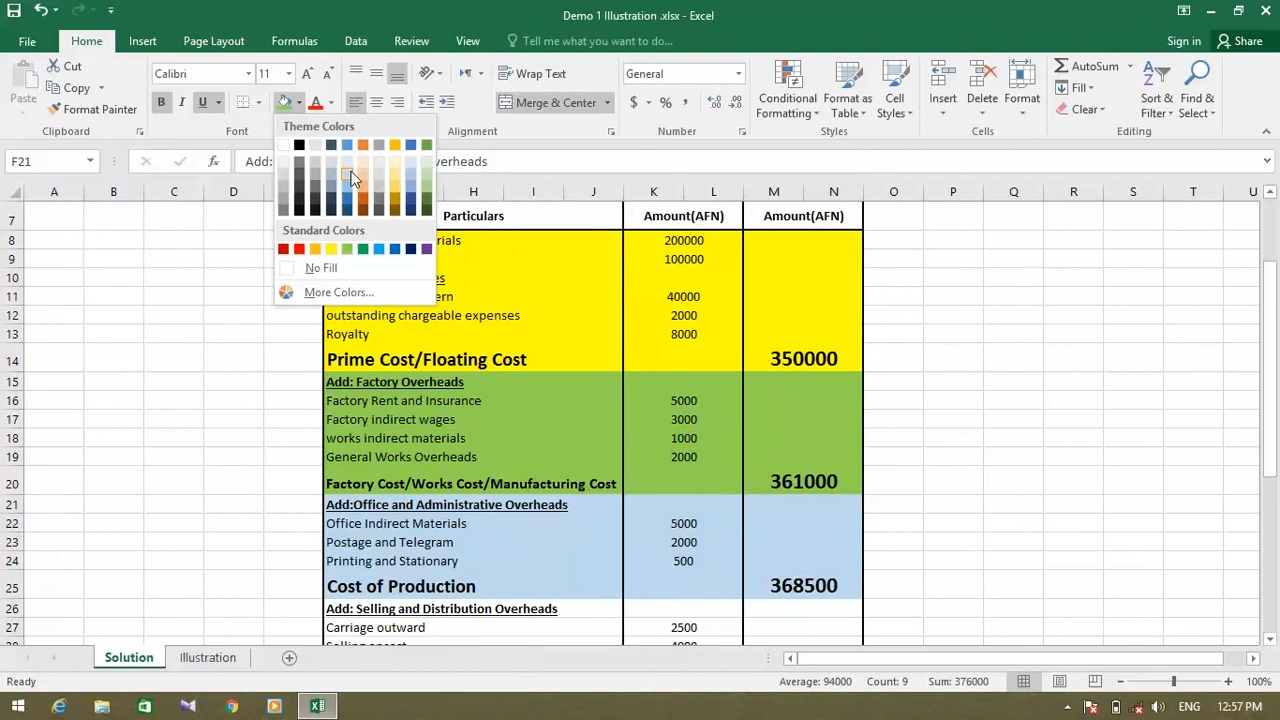 Demo 1 Illustration .xlsx - Excel
File Home Insert Page Layout Formulas Data Review View Tell me what you want to do... Sign in Share
Paste
Cut
Copy
Format Painter
Clipboard
Calibri 11 A A
B I U A
Font
Wrap Text
Merge & Center
Alignment
General
$ % , .0 .00 .00 .0
Number
Conditional Formatting
Format as Table
Cell Styles
Styles
Insert
Delete
Format
Cells
AutoSum
Fill
Clear
Sort & Filter
Find & Select
Editing
Theme Colors
Standard Colors
No Fill
More Colors...
F21 fx Add: erheads
A B C D H I J K L M N O P Q R S T U
7 Particulars Amount(AFN) Amount(AFN)
8 rials 200000
9 100000
10 es
11 ern 40000
12 outstanding chargeable expenses 2000
13 Royalty 8000
14 Prime Cost/Floating Cost 350000
15 Add: Factory Overheads
16 Factory Rent and Insurance 5000
17 Factory indirect wages 3000
18 works indirect materials 1000
19 General Works Overheads 2000
20 Factory Cost/Works Cost/Manufacturing Cost 361000
21 Add:Office and Administrative Overheads
22 Office Indirect Materials 5000
23 Postage and Telegram 2000
24 Printing and Stationary 500
25 Cost of Production 368500
26 Add: Selling and Distribution Overheads
27 Carriage outward 2500
Solution Illustration
Ready Average: 94000 Count: 9 Sum: 376000 100%
ENG 12:57 PM